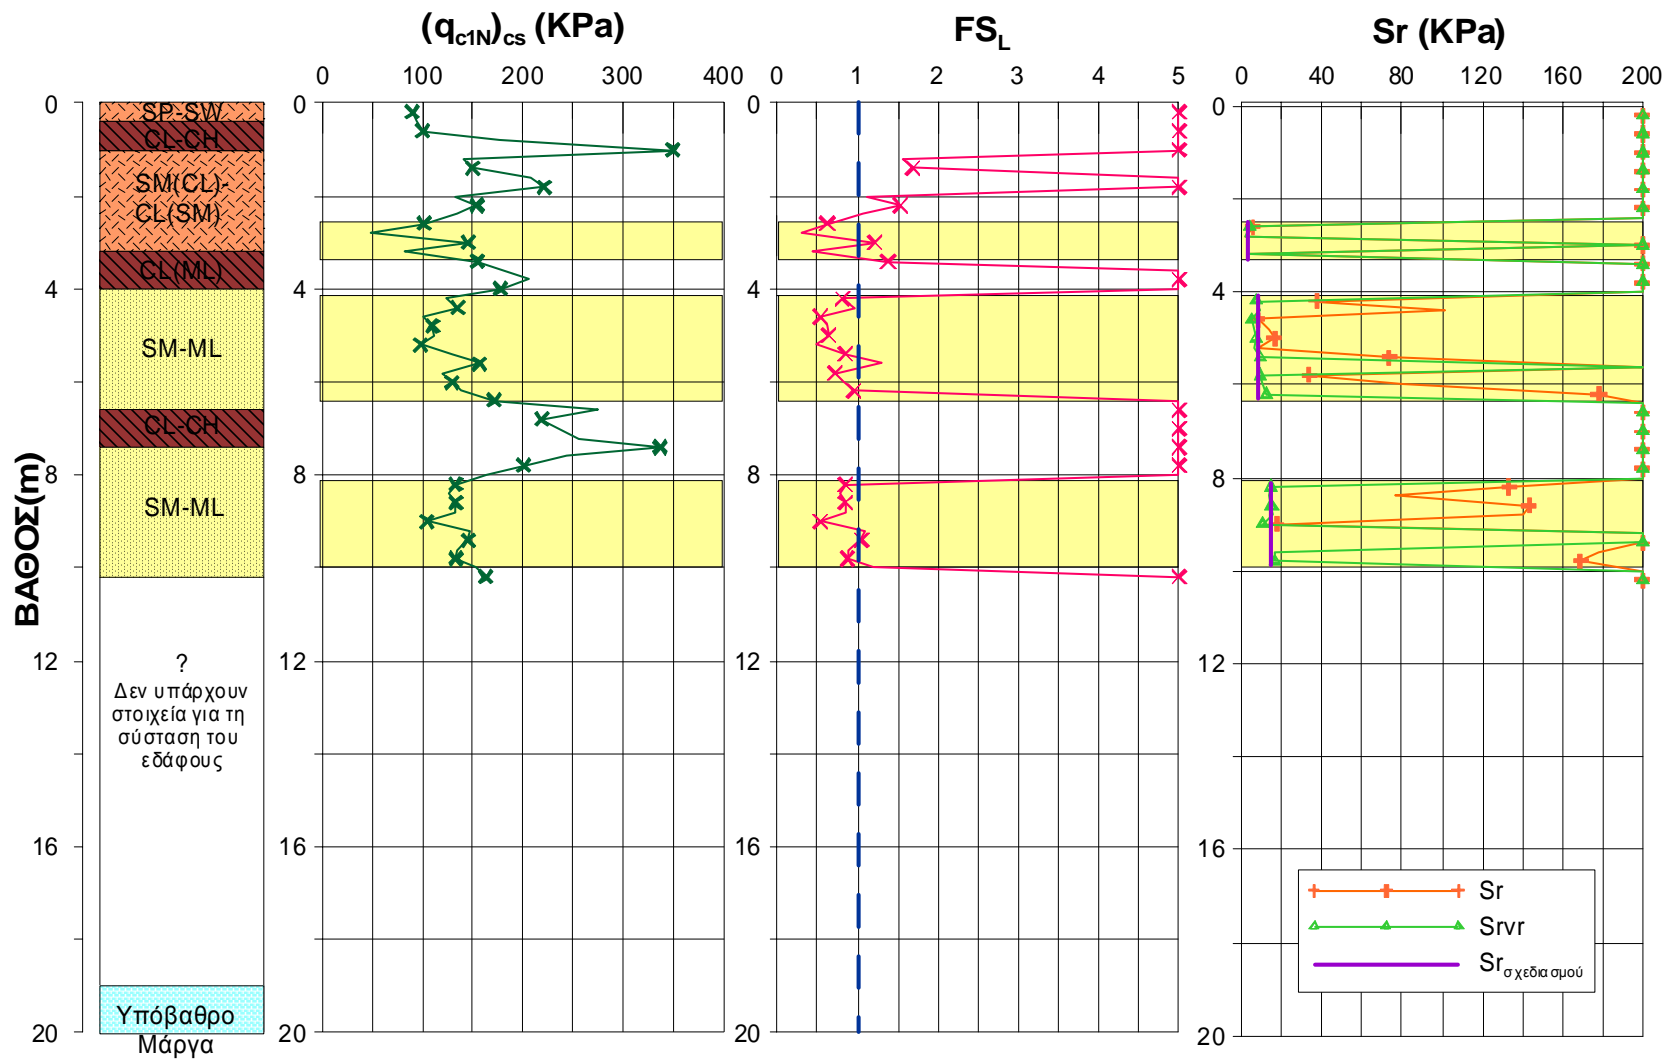 (qc1N)cs (KPa)
FSL
Sr (KPa)
0 100 200 300 400
0 1 2 3 4 5
0 40 80 120 160 200
ΒΑΘΟΣ(m)
0
4
8
12
16
20
SP-SW
CL-CH
SM(CL)-
CL(SM)
CL(ML)
SM-ML
CL-CH
SM-ML
?
Δεν υπάρχουν
στοιχεία για τη
σύσταση του
εδάφους
Υπόβαθρο
Μάργα
0
4
8
12
16
20
0
4
8
12
16
20
0
4
8
12
16
20
Sr
Srvr
Srσχεδιασμού